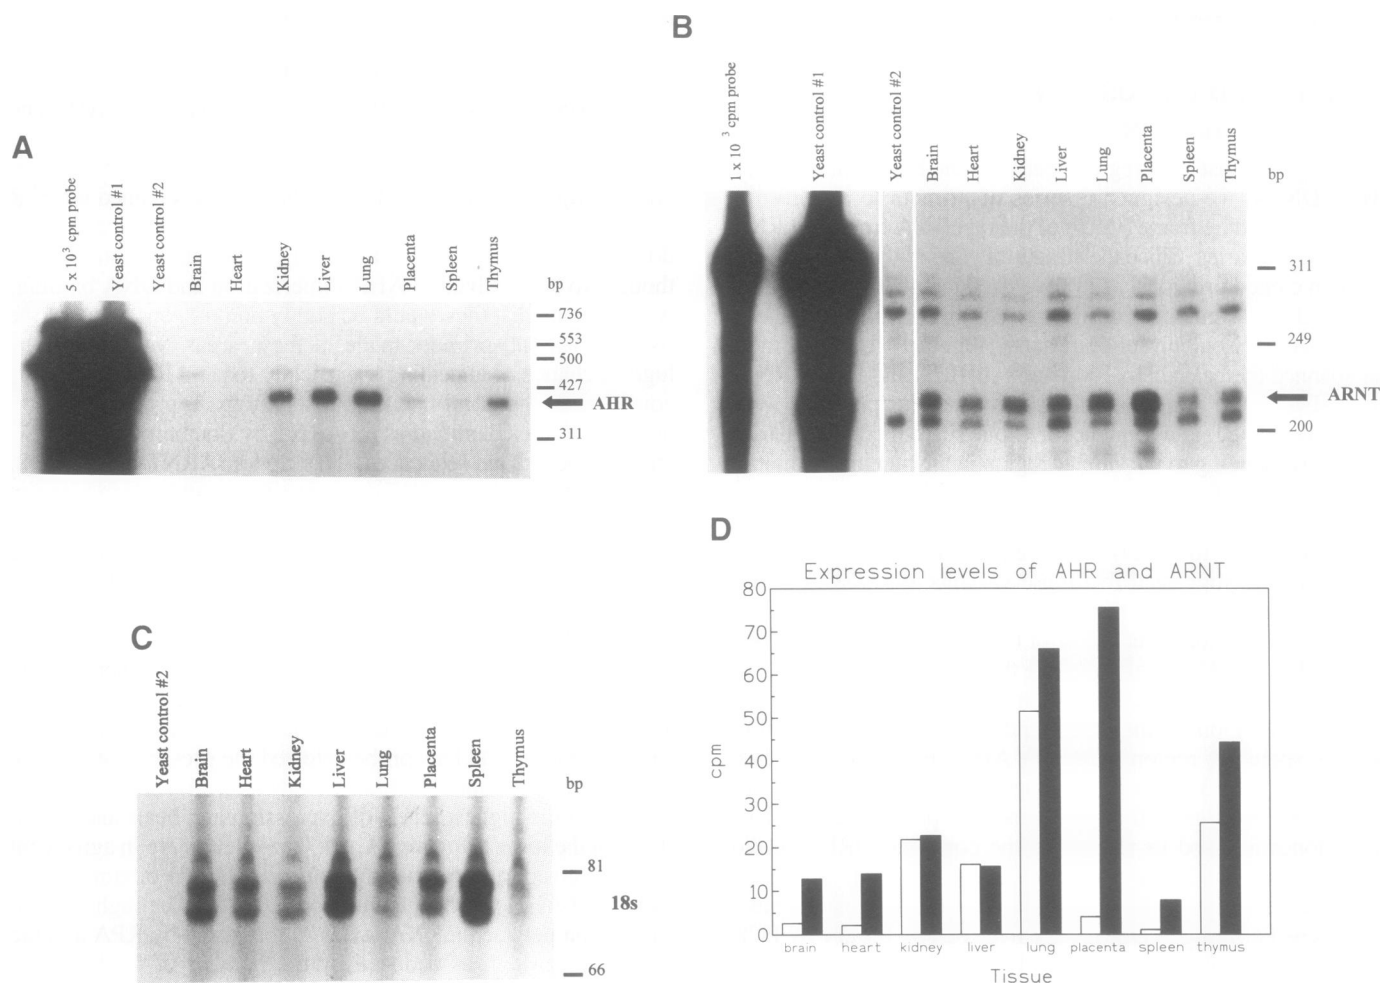 A
5 x 10³ cpm probe
Yeast control #1
Yeast control #2
Brain
Heart
Kidney
Liver
Lung
Placenta
Spleen
Thymus
bp
736
553
500
427
AHR
311
B
1 x 10³ cpm probe
Yeast control #1
Yeast control #2
Brain
Heart
Kidney
Liver
Lung
Placenta
Spleen
Thymus
bp
311
249
ARNT
200
C
Yeast control #2
Brain
Heart
Kidney
Liver
Lung
Placenta
Spleen
Thymus
bp
81
18s
66
D
Expression levels of AHR and ARNT
80
70
60
50
40
30
20
10
0
cpm
brain heart kidney liver lung placenta spleen thymus
Tissue